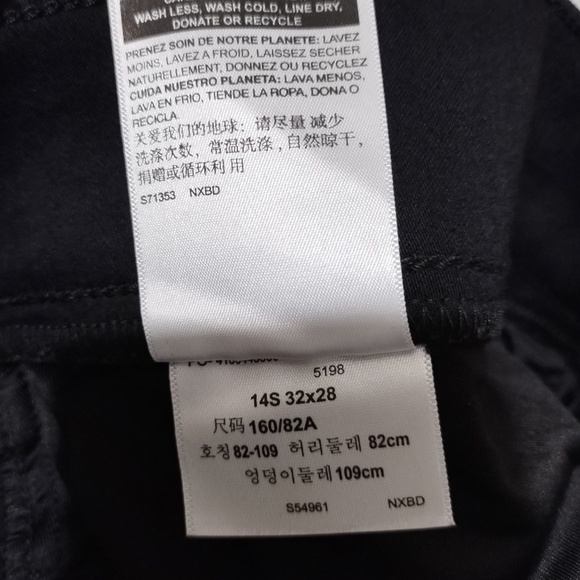 WASH LESS, WASH COLD, LINE DRY,
DONATE OR RECYCLE
PRENEZ SOIN DE NOTRE PLANETE: LAVEZ
MOINS, LAVEZ A FROID, LAISSEZ SECHER
NATURELLEMENT, DONNEZ OU RECYCLEZ
CUIDA NUESTRO PLANETA: LAVA MENOS,
LAVA EN FRIO, TIENDE LA ROPA, DONA O
RECICLA.
关爱我们的地球: 请尽量 减少
洗涤次数, 常温洗涤 , 自然晾干,
捐赠或循环利 用
S71353 NXBD
5198
14S 32x28
尺码 160/82A
호칭 82-109 허리둘레 82cm
엉덩이둘레 109cm
S54961 NXBD